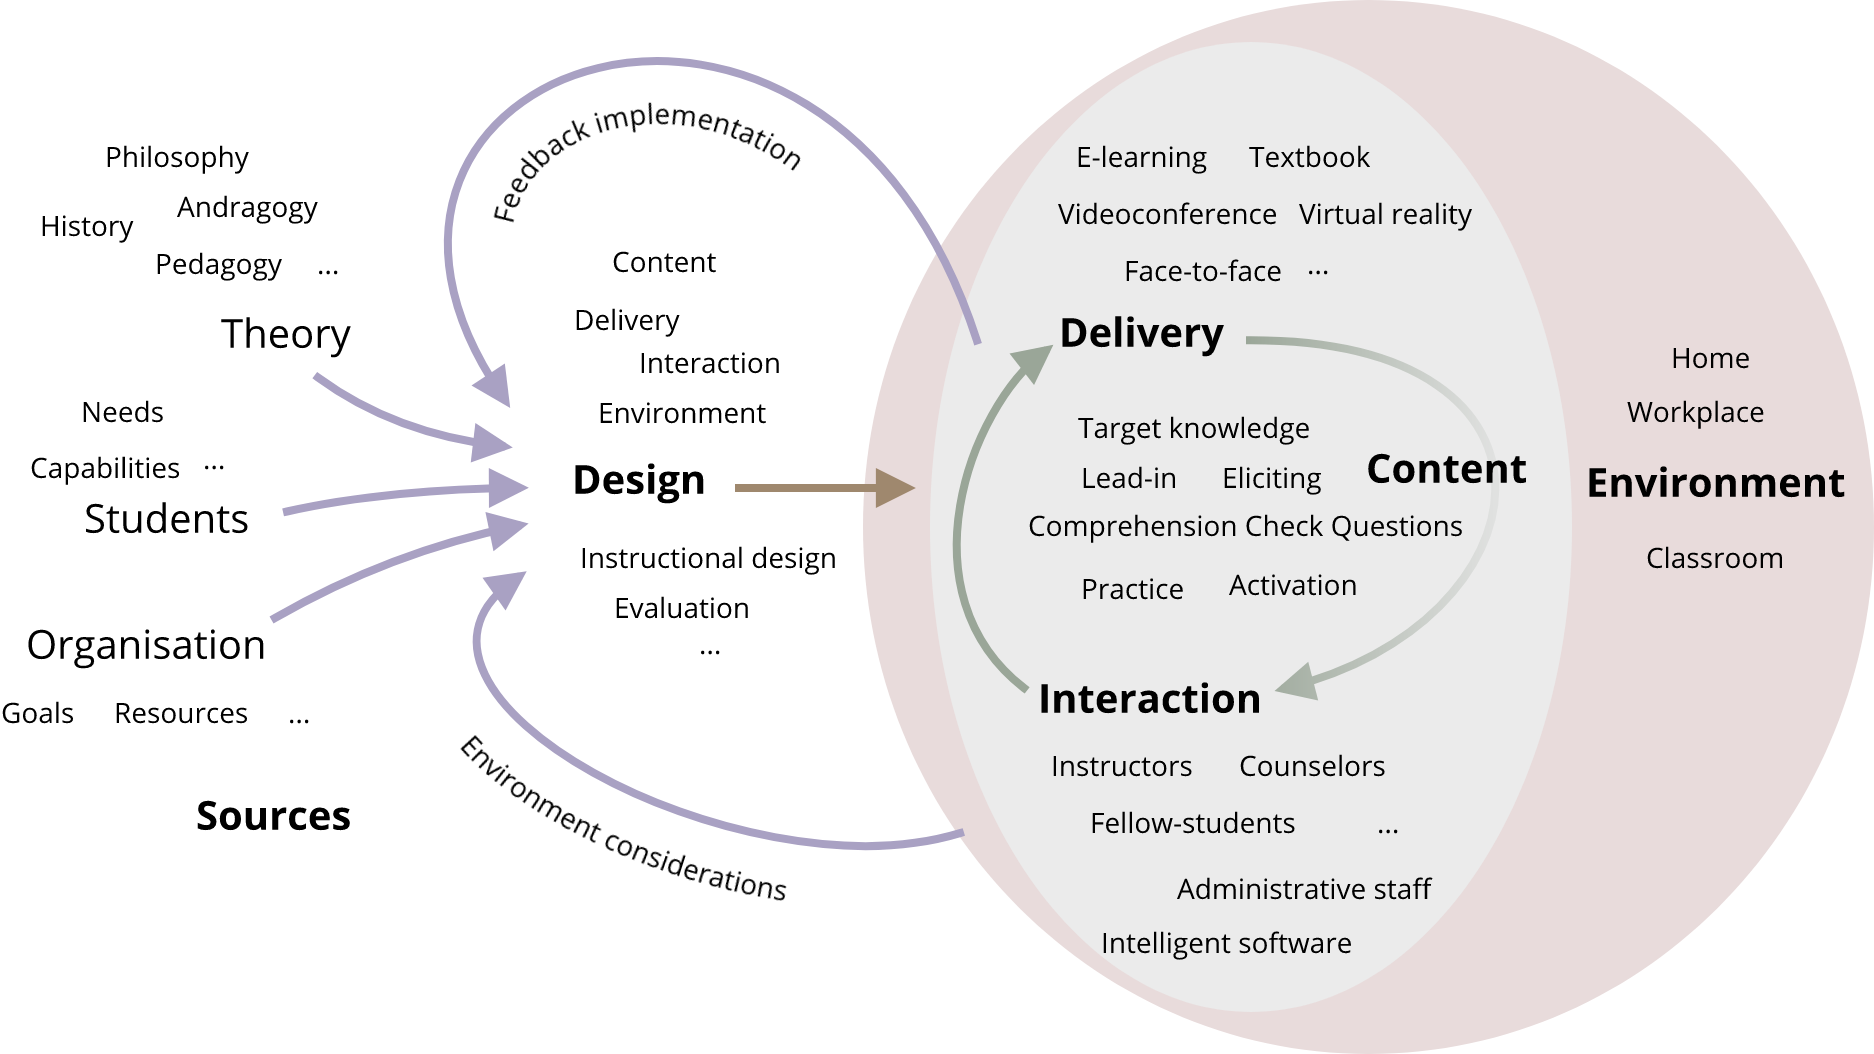 Philosophy
Andragogy
History
Pedagogy ...
Theory
Needs
Capabilities ...
Students
Organisation
Goals Resources ...
Sources
Feedback implementation
Content
Delivery
Interaction
Environment
Design
Instructional design
Evaluation
...
Environment considerations
E-learning Textbook
Videoconference Virtual reality
Face-to-face ...
Delivery
Target knowledge
Lead-in Eliciting
Content
Comprehension Check Questions
Practice Activation
Interaction
Instructors Counselors
Fellow-students ...
Administrative staff
Intelligent software
Home
Workplace
Environment
Classroom